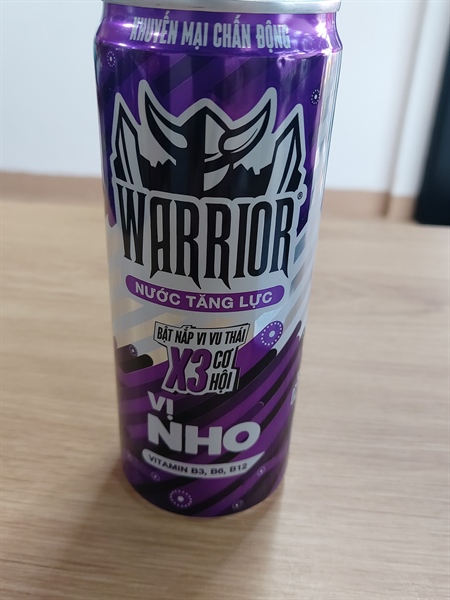 KHUYẾN MẠI CHẤN ĐỘNG
WARRIOR®
NƯỚC TĂNG LỰC
BẬT NẮP VI VU THÁI
X3 CƠ HỘI
VỊ
NHO
VITAMIN B3, B6, B12